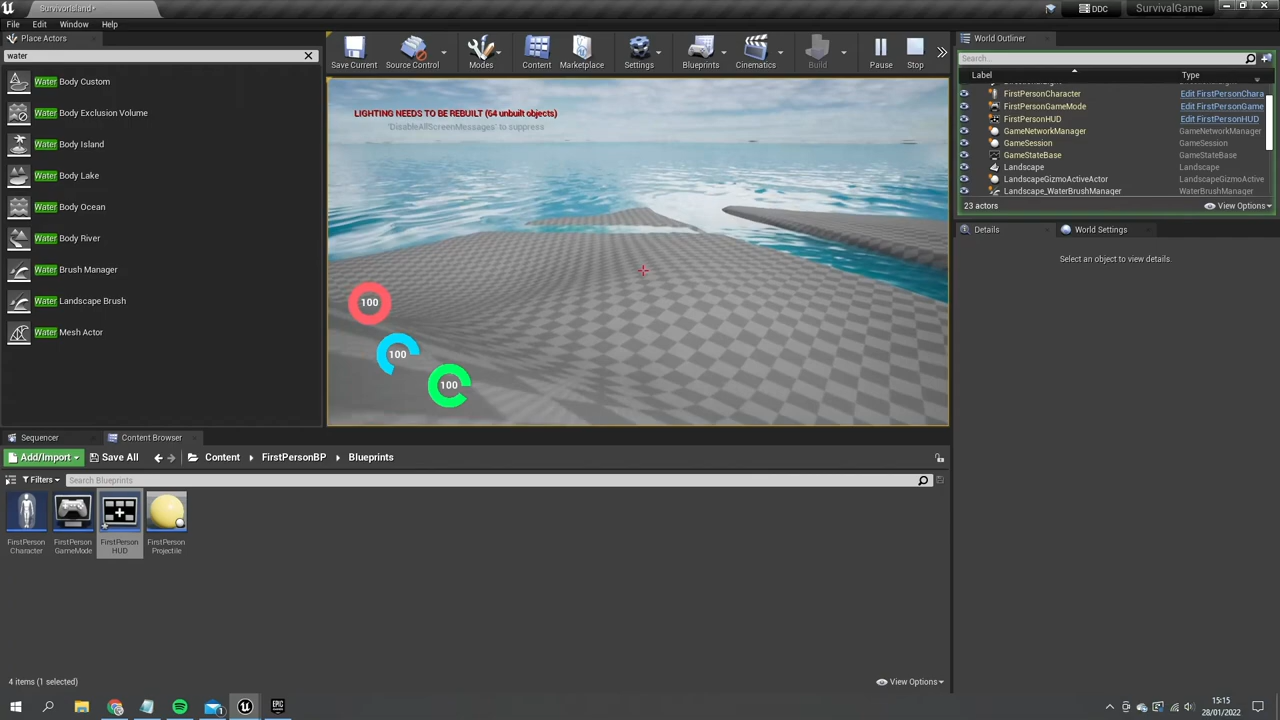 SurvivorIsland*
DDC
SurvivalGame
File Edit Window Help
Place Actors
water
Water Body Custom
Water Body Exclusion Volume
Water Body Island
Water Body Lake
Water Body Ocean
Water Body River
Water Brush Manager
Water Landscape Brush
Water Mesh Actor
Save Current
Source Control
Modes
Content
Marketplace
Settings
Blueprints
Cinematics
Build
Pause
Stop
LIGHTING NEEDS TO BE REBUILT (64 unbuilt objects)
'DisableAllScreenMessages' to suppress
100
100
100
World Outliner
Search...
Label Type
FirstPersonCharacter Edit FirstPersonChara
FirstPersonGameMode Edit FirstPersonGame
FirstPersonHUD Edit FirstPersonHUD
GameNetworkManager GameNetworkManager
GameSession GameSession
GameStateBase GameStateBase
Landscape Landscape
LandscapeGizmoActiveActor LandscapeGizmoActive
Landscape_WaterBrushManager WaterBrushManager
23 actors View Options
Details World Settings
Select an object to view details.
Sequencer Content Browser
Add/Import Save All Content FirstPersonBP Blueprints
Filters Search Blueprints
FirstPerson
Character
FirstPerson
GameMode
FirstPerson
HUD
FirstPerson
Projectile
4 items (1 selected) View Options
EPIC
15:15
28/01/2022